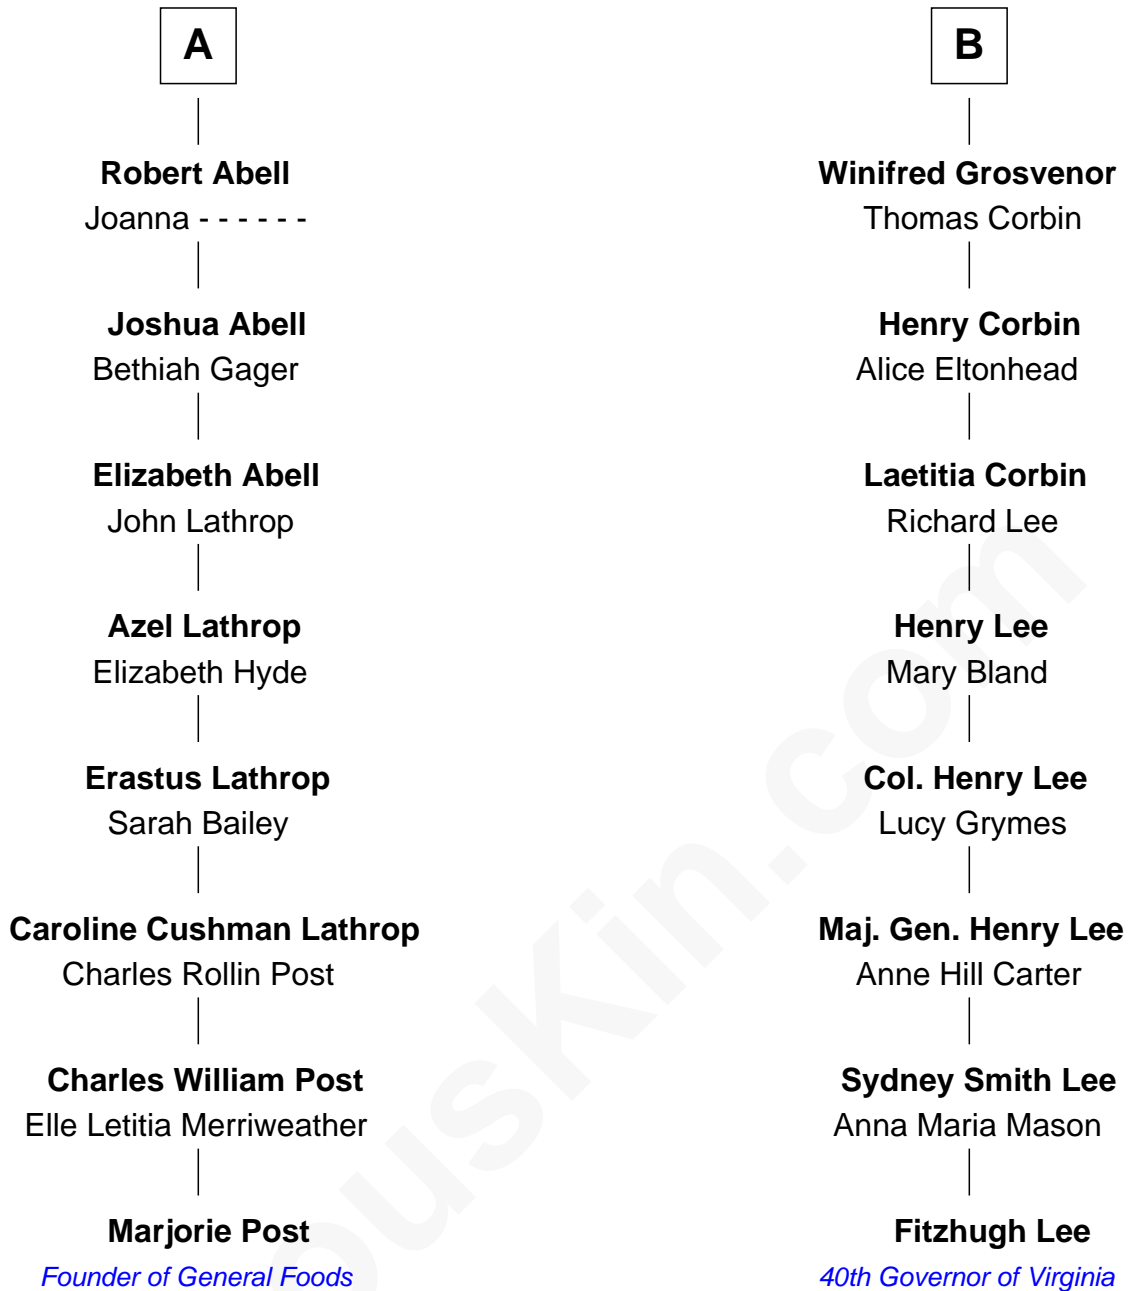 A
Robert Abell
Joanna - - - - - -
Joshua Abell
Bethiah Gager
Elizabeth Abell
John Lathrop
Azel Lathrop
Elizabeth Hyde
Erastus Lathrop
Sarah Bailey
Caroline Cushman Lathrop
Charles Rollin Post
Charles William Post
Elle Letitia Merriweather
Marjorie Post
Founder of General Foods
B
Winifred Grosvenor
Thomas Corbin
Henry Corbin
Alice Eltonhead
Laetitia Corbin
Richard Lee
Henry Lee
Mary Bland
Col. Henry Lee
Lucy Grymes
Maj. Gen. Henry Lee
Anne Hill Carter
Sydney Smith Lee
Anna Maria Mason
Fitzhugh Lee
40th Governor of Virginia
ousKin.com